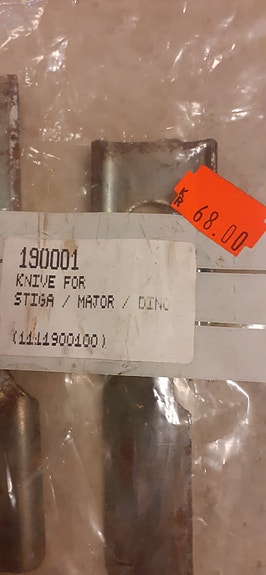 KR 68.00
190001
KNIVE FOR
STIGA / MAJOR / DINO
(1111900100)